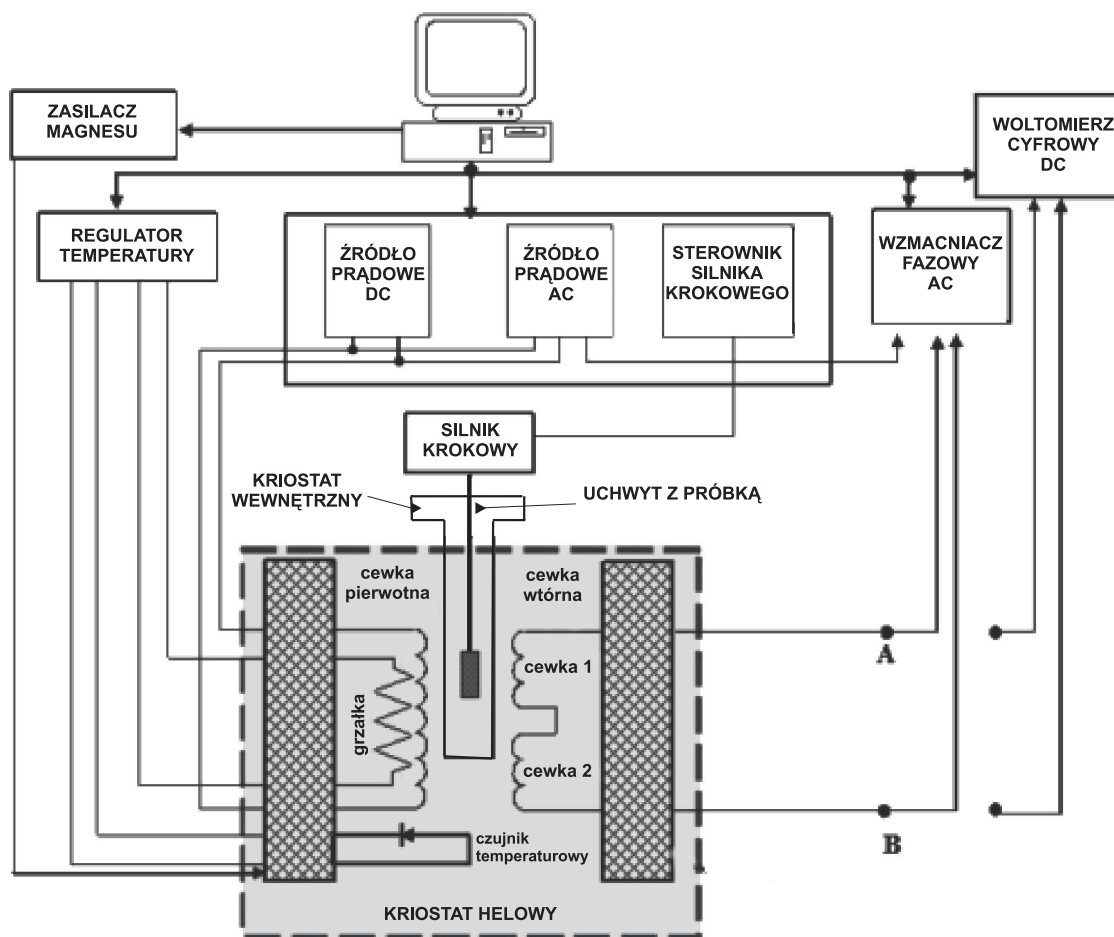 ZASILACZ
MAGNESU
WOLTOMIERZ
CYFROWY
DC
REGULATOR
TEMPERATURY
ŹRÓDŁO
PRĄDOWE
DC
ŹRÓDŁO
PRĄDOWE
AC
STEROWNIK
SILNIKA
KROKOWEGO
WZMACNIACZ
FAZOWY
AC
SILNIK
KROKOWY
KRIOSTAT
WEWNĘTRZNY
UCHWYT Z PRÓBKĄ
cewka
pierwotna
cewka
wtórna
cewka 1
grzałka
cewka 2
czujnik
temperaturowy
KRIOSTAT HELOWY
A
B